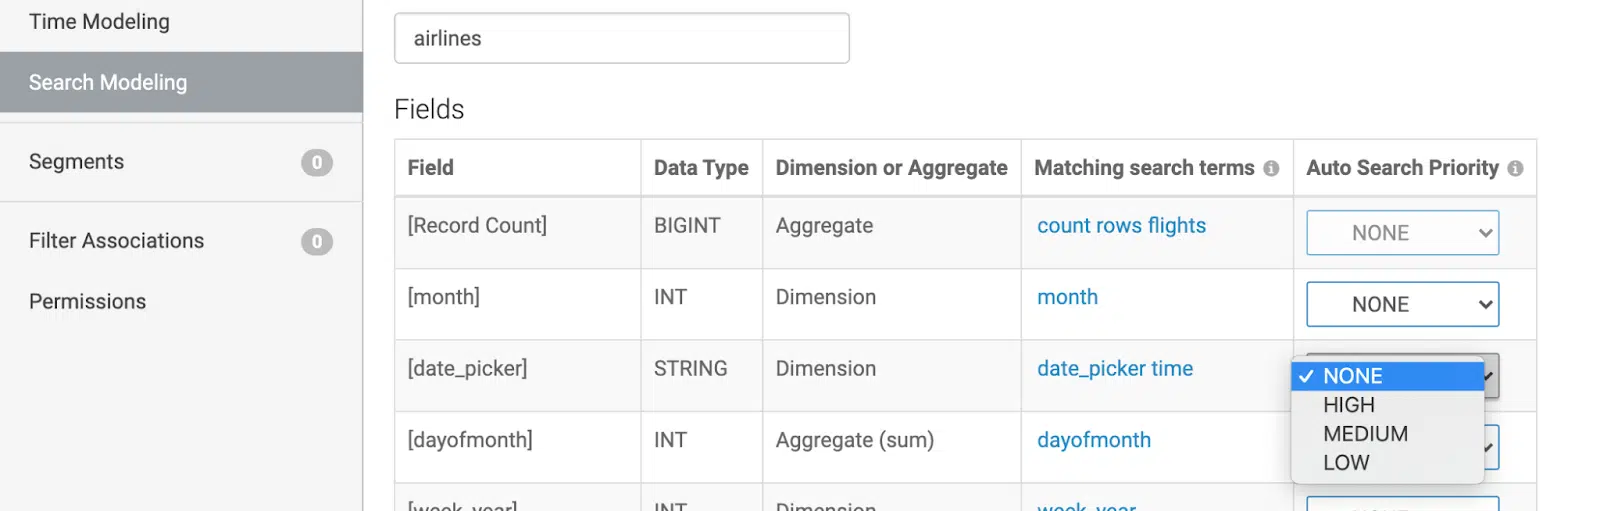 Time Modeling
Search Modeling
Segments 0
Filter Associations 0
Permissions
airlines
Fields
Field Data Type Dimension or Aggregate Matching search terms i Auto Search Priority i
[Record Count] BIGINT Aggregate count rows flights NONE
[month] INT Dimension month NONE
[date_picker] STRING Dimension date_picker time
✓ NONE
HIGH
MEDIUM
LOW
[dayofmonth] INT Aggregate (sum) dayofmonth
[week_year] INT Dimension week_year NONE